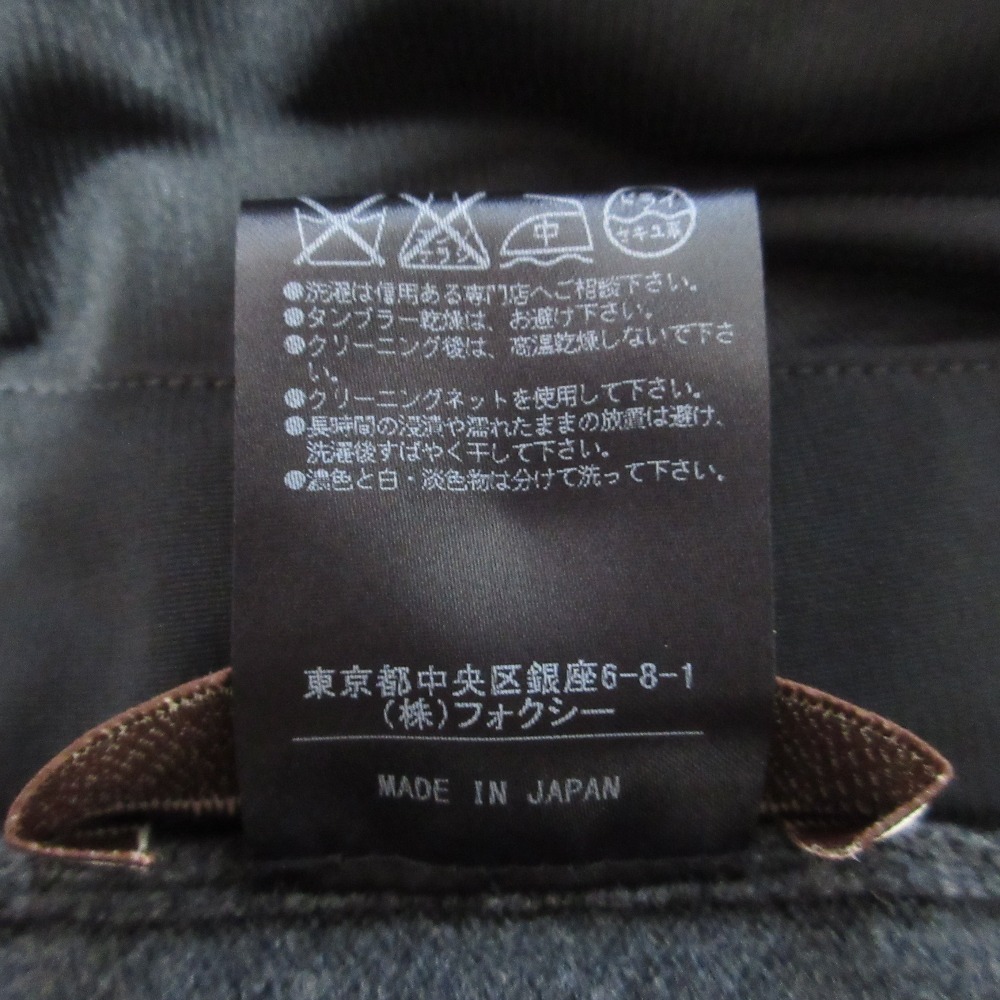 エンソ
サラシ
中
ドライ
セキユ系
●洗濯は信用ある専門店へご相談下さい。
●タンブラー乾燥は、お避け下さい。
●クリーニング後は、高温乾燥しないで下さ
い。
●クリーニングネットを使用して下さい。
●長時間の浸漬や濡れたままの放置は避け、
洗濯後すばやく干して下さい。
●濃色と白・淡色物は分けて洗って下さい。
東京都中央区銀座6-8-1
(株)フォクシー
MADE IN JAPAN